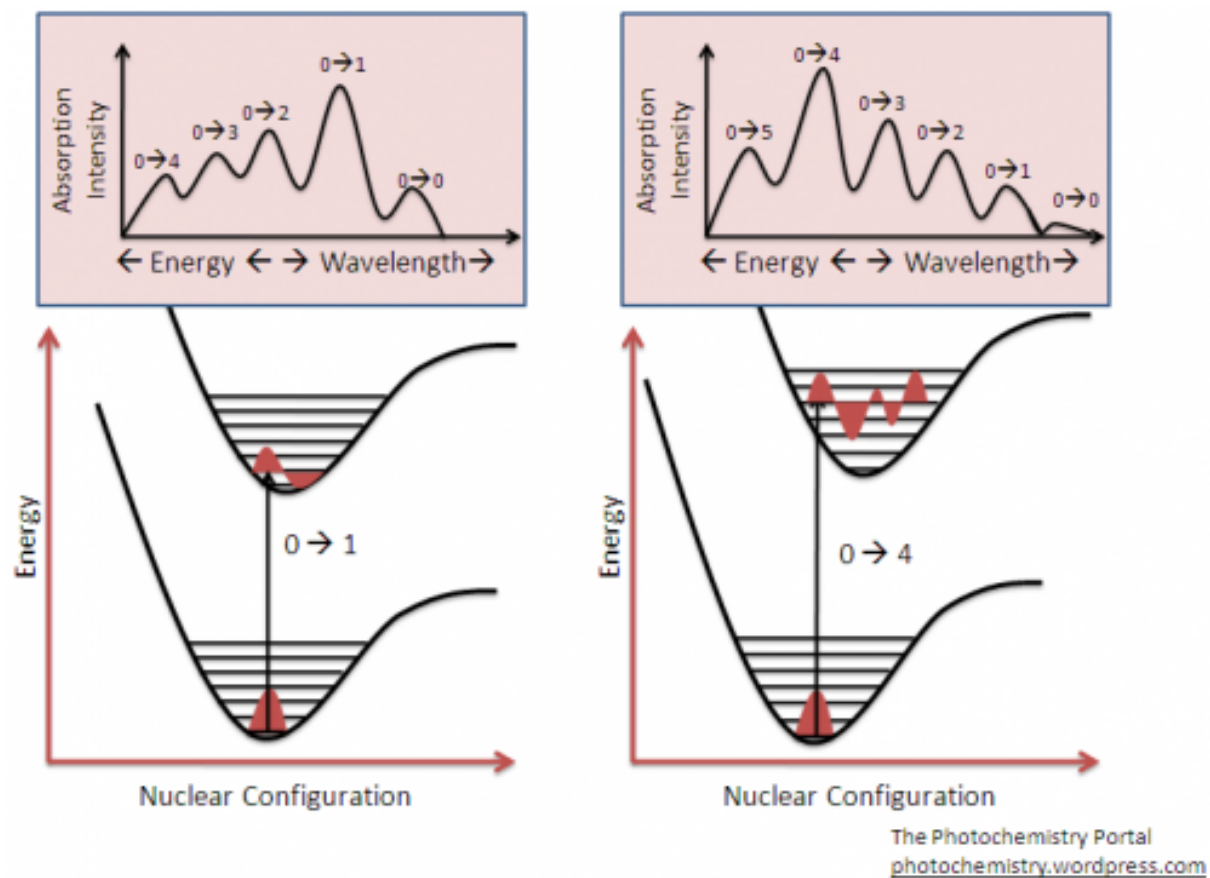 Absorption
Intensity
0→4
0→3
0→2
0→1
0→0
← Energy ← → Wavelength →
Absorption
Intensity
0→5
0→4
0→3
0→2
0→1
0→0
← Energy ← → Wavelength →
Energy
0 → 1
Nuclear Configuration
Energy
0 → 4
Nuclear Configuration
The Photochemistry Portal
photochemistry.wordpress.com